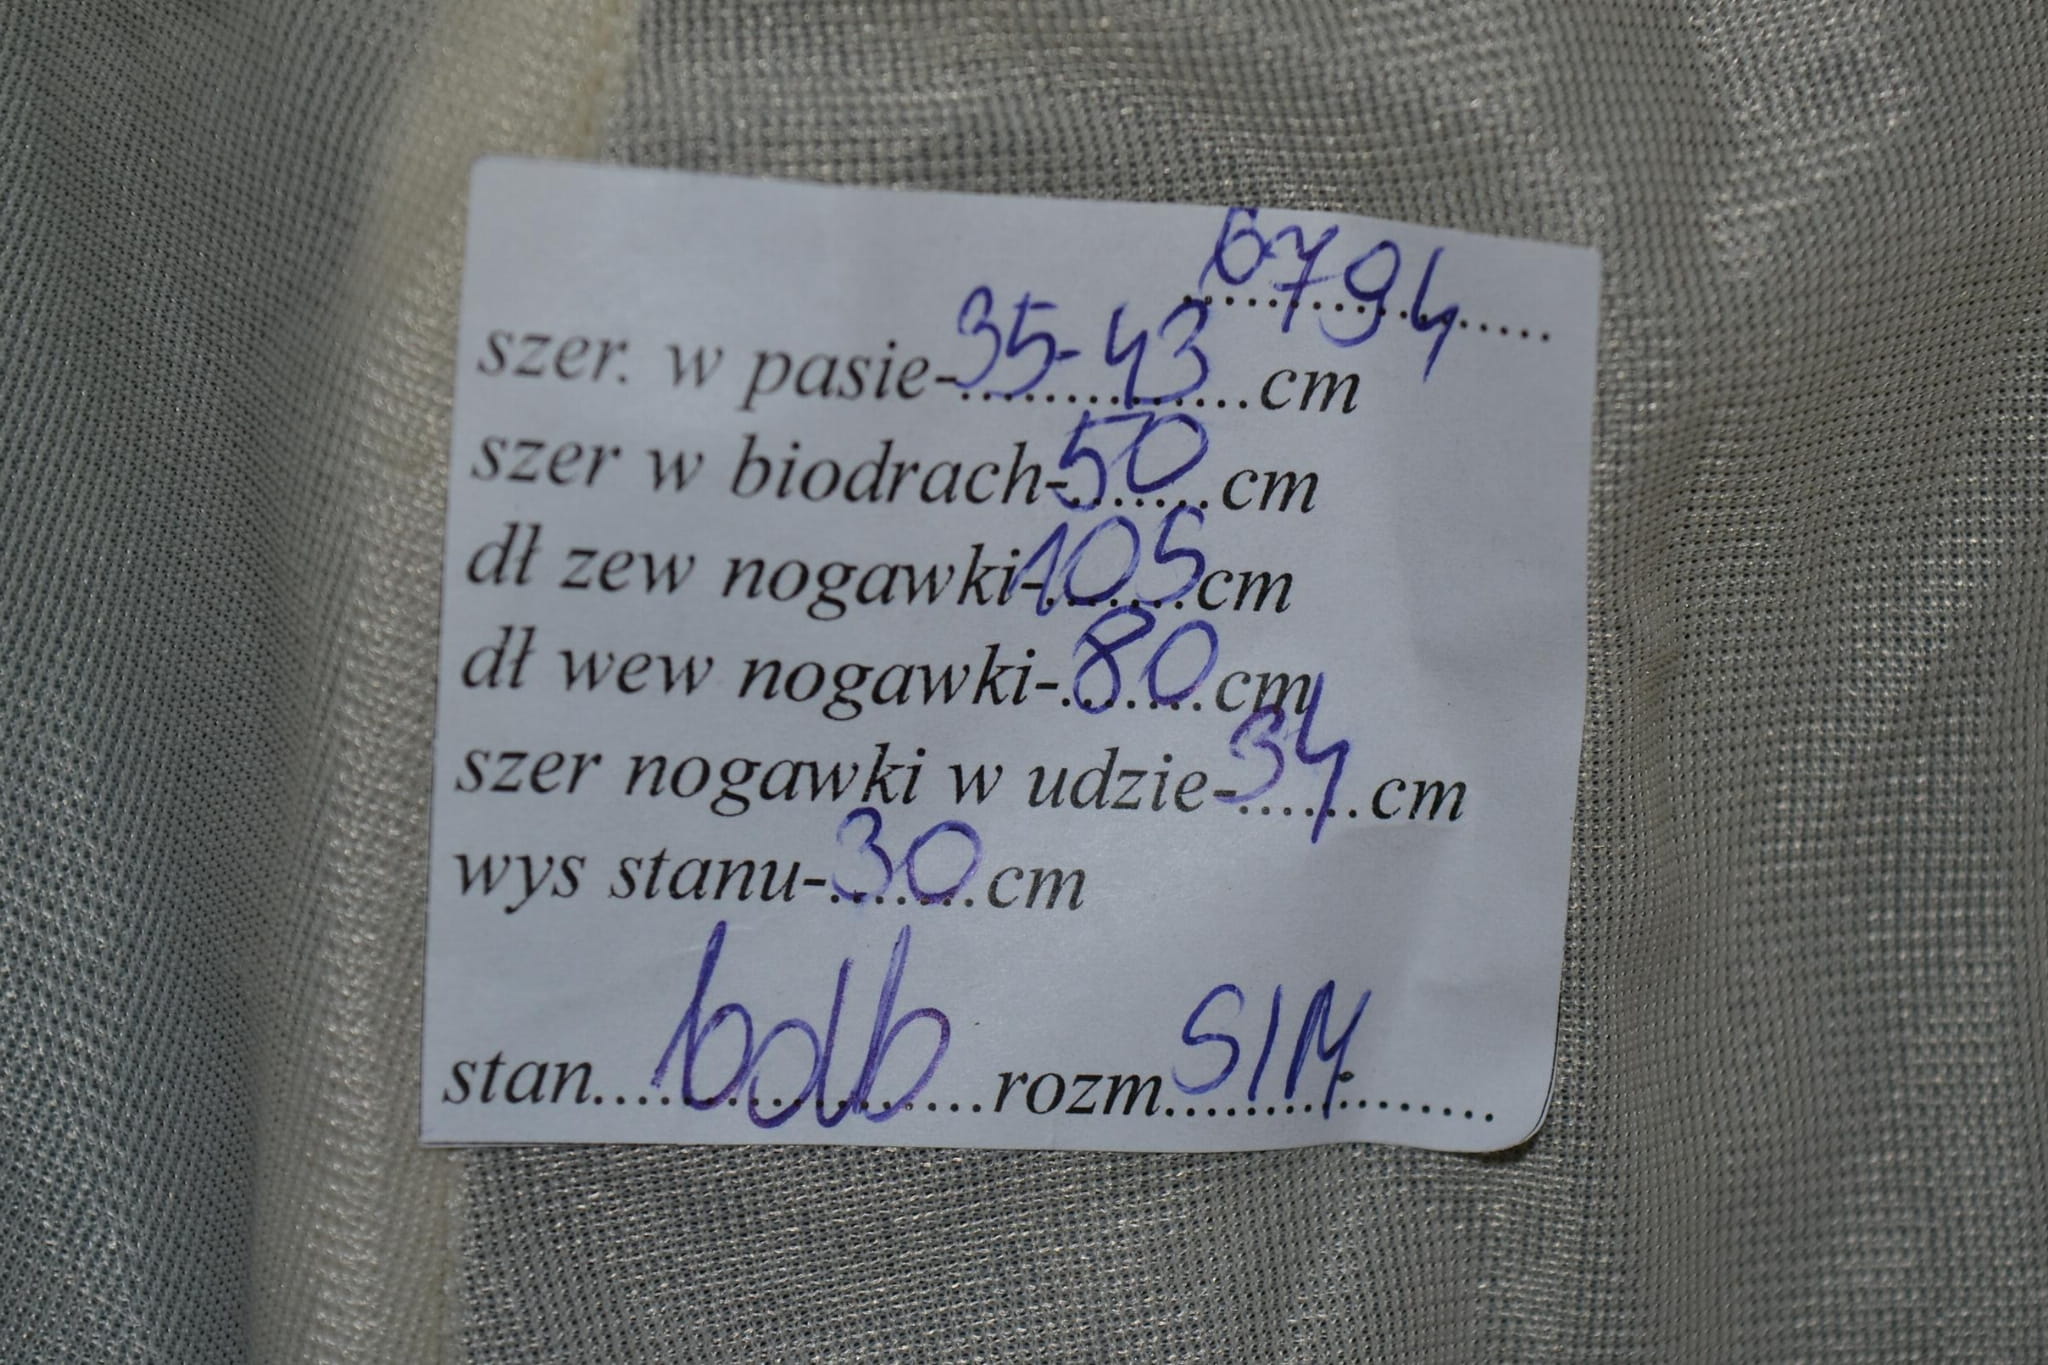 6794
szer. w pasie-35-43 cm
szer w biodrach-50 cm
dł zew nogawki-105 cm
dł wew nogawki-80 cm
szer nogawki w udzie-34 cm
wys stanu-30 cm
stan bdb rozm S/M